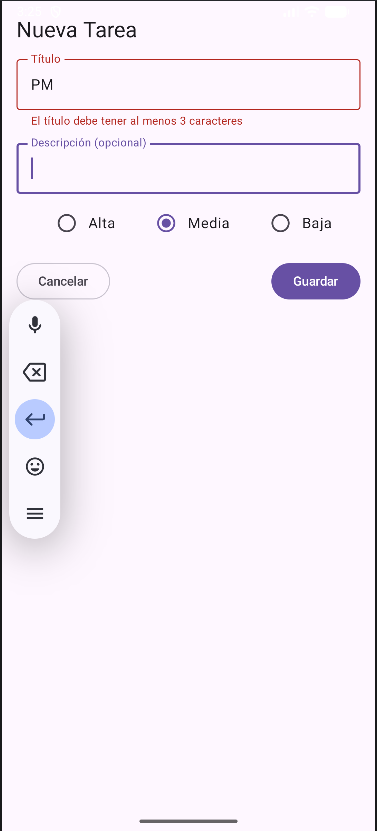 Nueva Tarea
Título
PM
El título debe tener al menos 3 caracteres
Descripción (opcional)
Alta Media Baja
Cancelar Guardar